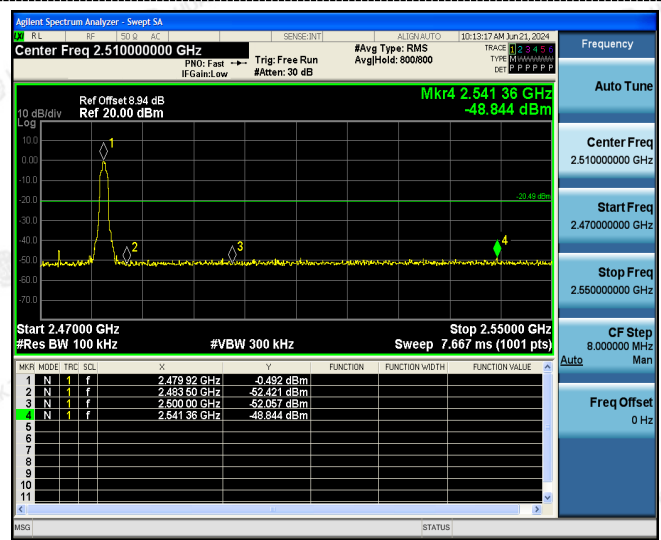 Agilent Spectrum Analyzer - Swept SA
RL RF 50 Ω AC SENSE:INT ALIGN AUTO 10:13:17 AM Jun 21, 2024
Center Freq 2.510000000 GHz
PNO: Fast
IFGain:Low
Trig: Free Run
#Atten: 30 dB
#Avg Type: RMS
Avg|Hold: 800/800
TRACE 1 2 3 4 5 6
TYPE M
DET P P P P P P
Mkr4 2.541 36 GHz
-48.844 dBm
Ref Offset 8.94 dB
10 dB/div Ref 20.00 dBm
Log
10.0
0.00
-10.0
-20.0
-30.0
-40.0
-50.0
-60.0
-70.0
-20.49 dBm
1
2
3
4
Start 2.47000 GHz Stop 2.55000 GHz
#Res BW 100 kHz #VBW 300 kHz Sweep 7.667 ms (1001 pts)
MKR MODE TRC SCL X Y FUNCTION FUNCTION WIDTH FUNCTION VALUE
1 N 1 f 2.479 92 GHz -0.492 dBm
2 N 1 f 2.483 50 GHz -52.421 dBm
3 N 1 f 2.500 00 GHz -52.057 dBm
4 N 1 f 2.541 36 GHz -48.844 dBm
5
6
7
8
9
10
11
MSG STATUS
Frequency
Auto Tune
Center Freq
2.510000000 GHz
Start Freq
2.470000000 GHz
Stop Freq
2.550000000 GHz
CF Step
8.000000 MHz
Auto Man
Freq Offset
0 Hz